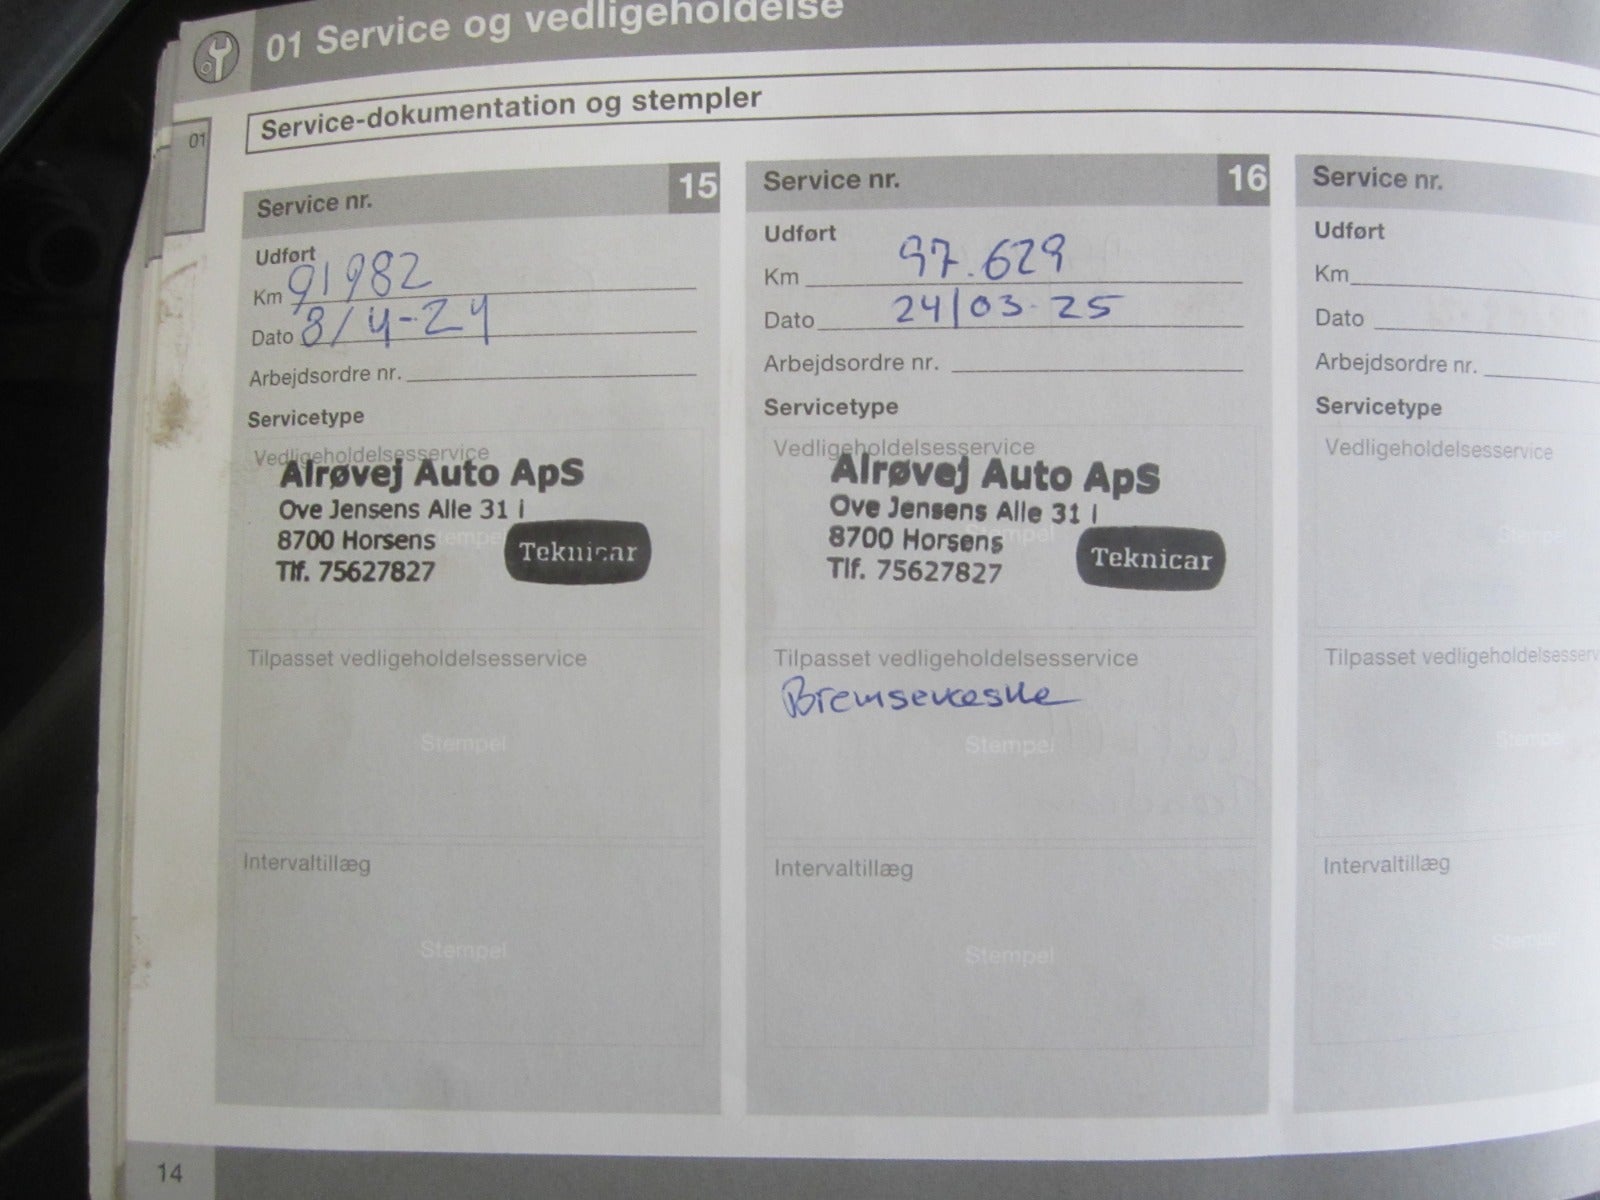 01 Service og vedligeholdelse
Service-dokumentation og stempler
01
Service nr. 15
Udført
Km 91982
Dato 8/4-24
Arbejdsordre nr.
Servicetype
Vedligeholdelsesservice
Alrøvej Auto ApS
Ove Jensens Alle 31 i
8700 Horsens
Tlf. 75627827
Teknicar
Tilpasset vedligeholdelsesservice
Stempel
Intervaltillæg
Stempel
Service nr. 16
Udført
Km 97.629
Dato 24/03-25
Arbejdsordre nr.
Servicetype
Vedligeholdelsesservice
Alrøvej Auto ApS
Ove Jensens Alle 31 i
8700 Horsens
Tlf. 75627827
Teknicar
Tilpasset vedligeholdelsesservice
Bremsevæske
Stempel
Intervaltillæg
Stempel
Service nr.
Udført
Km
Dato
Arbejdsordre nr.
Servicetype
Vedligeholdelsesservice
Stempel
Tilpasset vedligeholdelsesserv
Stempel
Intervaltillæg
Stempel
14